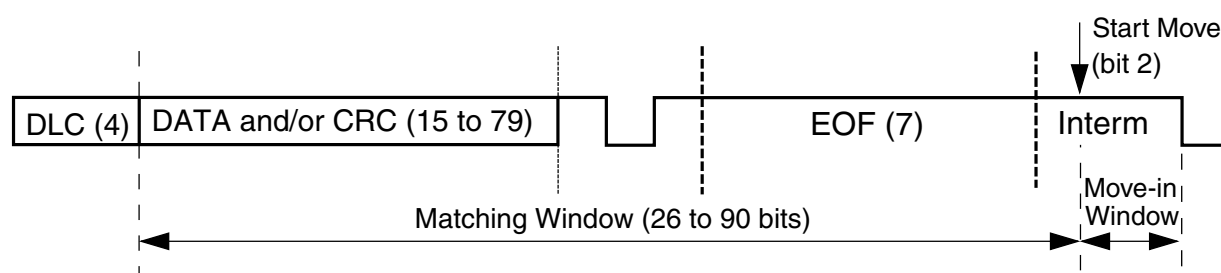 Start Move
(bit 2)
DLC (4)
DATA and/or CRC (15 to 79)
EOF (7)
Interm
Matching Window (26 to 90 bits)
Move-in
Window